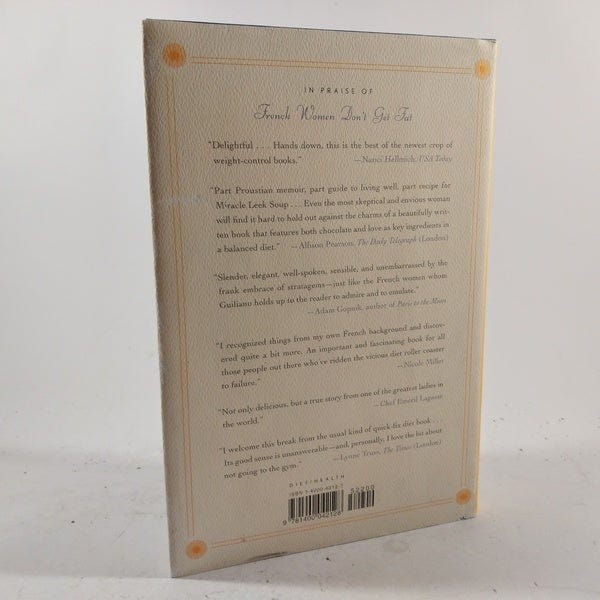 IN PRAISE OF
French Women Don't Get Fat
"Delightful . . . Hands down, this is the best of the newest crop of
weight-control books." —Nanci Hellmich, USA Today
"Part Proustian memoir, part guide to living well, part recipe for
Miracle Leek Soup . . . Even the most skeptical and envious woman
will find it hard to hold out against the charms of a beautifully writ-
ten book that features both chocolate and love as key ingredients in
a balanced diet." —Allison Pearson, The Daily Telegraph (London)
"Slender, elegant, well-spoken, sensible, and unembarrassed by the
frank embrace of stratagems—just like the French women whom
Guiliano holds up to the reader to admire and to emulate."
—Adam Gopnik, author of Paris to the Moon
"I recognized things from my own French background and discov-
ered quite a bit more. An important and fascinating book for all
those people out there who've ridden the vicious diet roller coaster
to failure." —Nicole Miller
"Not only delicious, but a true story from one of the greatest ladies in
the world." —Chef Emeril Lagasse
"I welcome this break from the usual kind of quick-fix diet book . . .
Its good sense is unanswerable—and, personally, I love the bit about
not going to the gym." —Lynne Truss, The Times (London)
DIET/HEALTH
ISBN 1-4000-4212-1
9 781400 042128